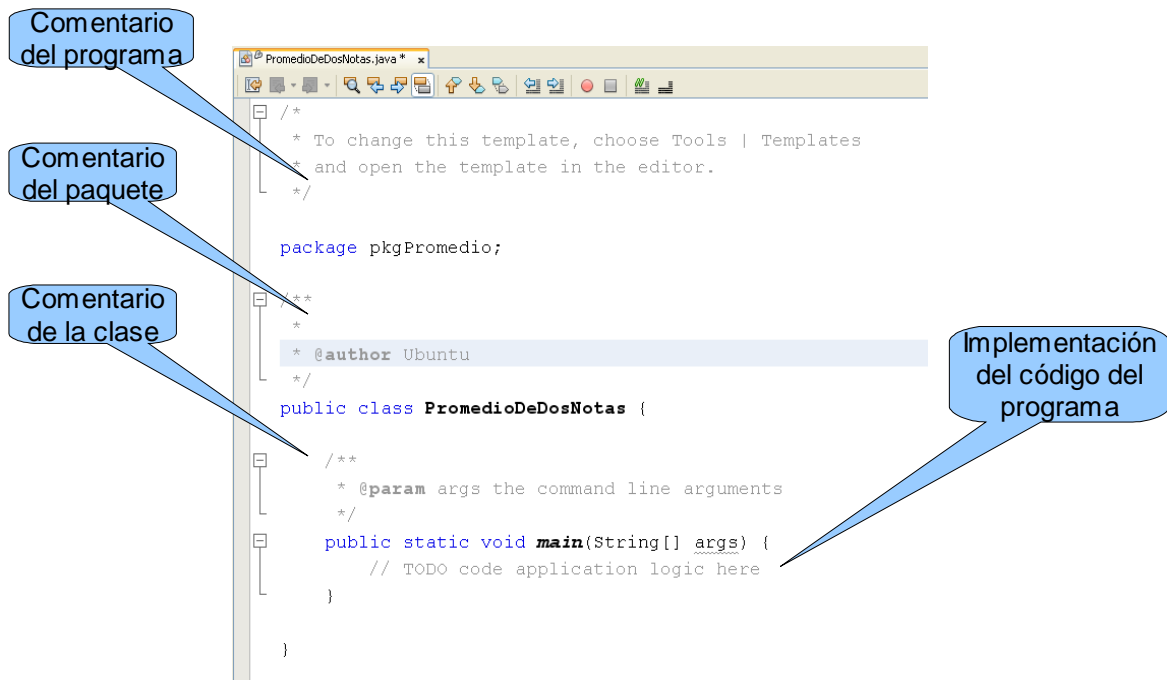 Comentario
del programa
PromedioDeDosNotas.java * x
/*
* To change this template, choose Tools | Templates
* and open the template in the editor.
*/
Comentario
del paquete
package pkgPromedio;
Comentario
de la clase
/**
*
* @author Ubuntu
*/
public class PromedioDeDosNotas {
Implementación
del código del
programa
/**
* @param args the command line arguments
*/
public static void main(String[] args) {
// TODO code application logic here
}
}